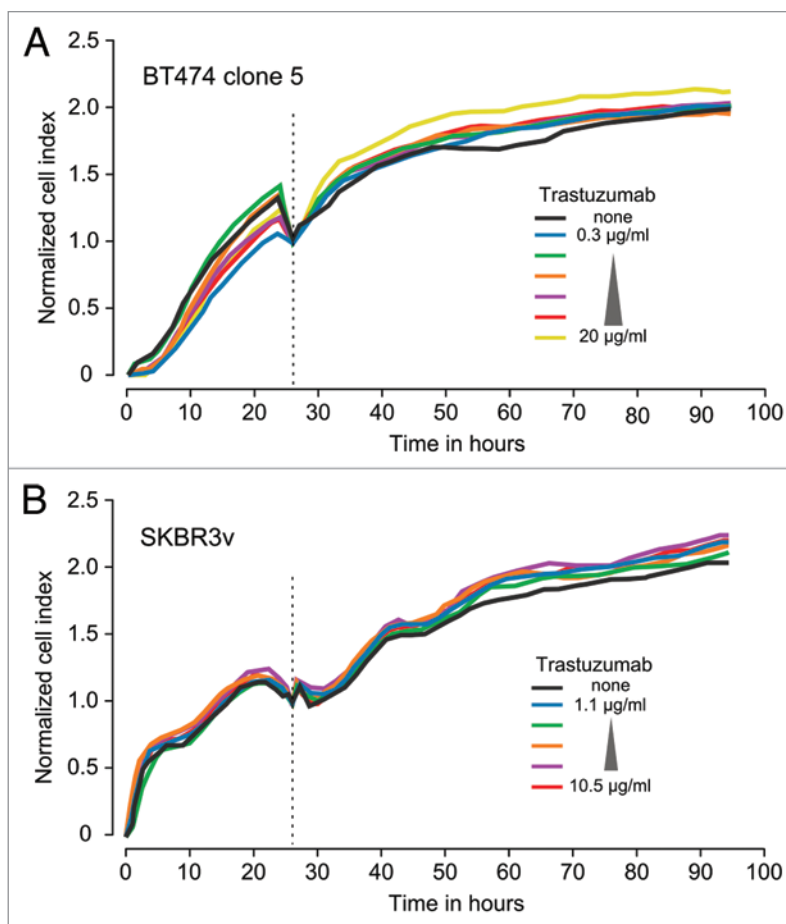 A
BT474 clone 5
Normalized cell index
2.5
2.0
1.5
1.0
0.5
0
Trastuzumab
none
0.3 µg/ml
20 µg/ml
0 10 20 30 40 50 60 70 80 90 100
Time in hours
B
SKBR3v
Normalized cell index
2.5
2.0
1.5
1.0
0.5
0
Trastuzumab
none
1.1 µg/ml
10.5 µg/ml
0 10 20 30 40 50 60 70 80 90 100
Time in hours